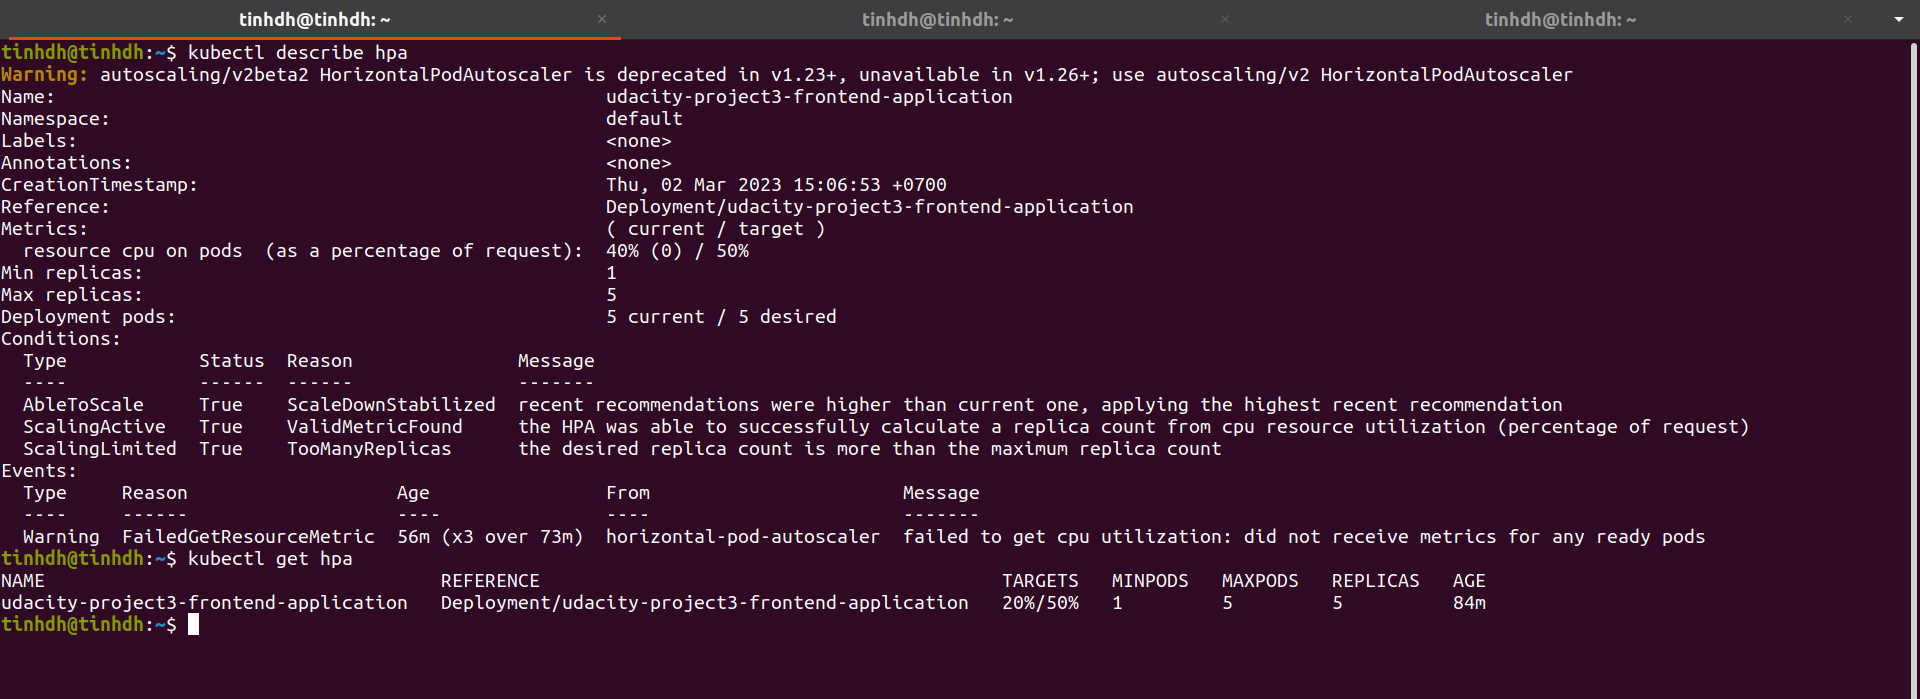 tinhdh@tinhdh: ~ × tinhdh@tinhdh: ~ × tinhdh@tinhdh: ~ ×
tinhdh@tinhdh:~$ kubectl describe hpa
Warning: autoscaling/v2beta2 HorizontalPodAutoscaler is deprecated in v1.23+, unavailable in v1.26+; use autoscaling/v2 HorizontalPodAutoscaler
Name: udacity-project3-frontend-application
Namespace: default
Labels: <none>
Annotations: <none>
CreationTimestamp: Thu, 02 Mar 2023 15:06:53 +0700
Reference: Deployment/udacity-project3-frontend-application
Metrics: ( current / target )
resource cpu on pods (as a percentage of request): 40% (0) / 50%
Min replicas: 1
Max replicas: 5
Deployment pods: 5 current / 5 desired
Conditions:
Type Status Reason Message
---- ------ ------ -------
AbleToScale True ScaleDownStabilized recent recommendations were higher than current one, applying the highest recent recommendation
ScalingActive True ValidMetricFound the HPA was able to successfully calculate a replica count from cpu resource utilization (percentage of request)
ScalingLimited True TooManyReplicas the desired replica count is more than the maximum replica count
Events:
Type Reason Age From Message
---- ------ ---- ---- -------
Warning FailedGetResourceMetric 56m (x3 over 73m) horizontal-pod-autoscaler failed to get cpu utilization: did not receive metrics for any ready pods
tinhdh@tinhdh:~$ kubectl get hpa
NAME REFERENCE TARGETS MINPODS MAXPODS REPLICAS AGE
udacity-project3-frontend-application Deployment/udacity-project3-frontend-application 20%/50% 1 5 5 84m
tinhdh@tinhdh:~$